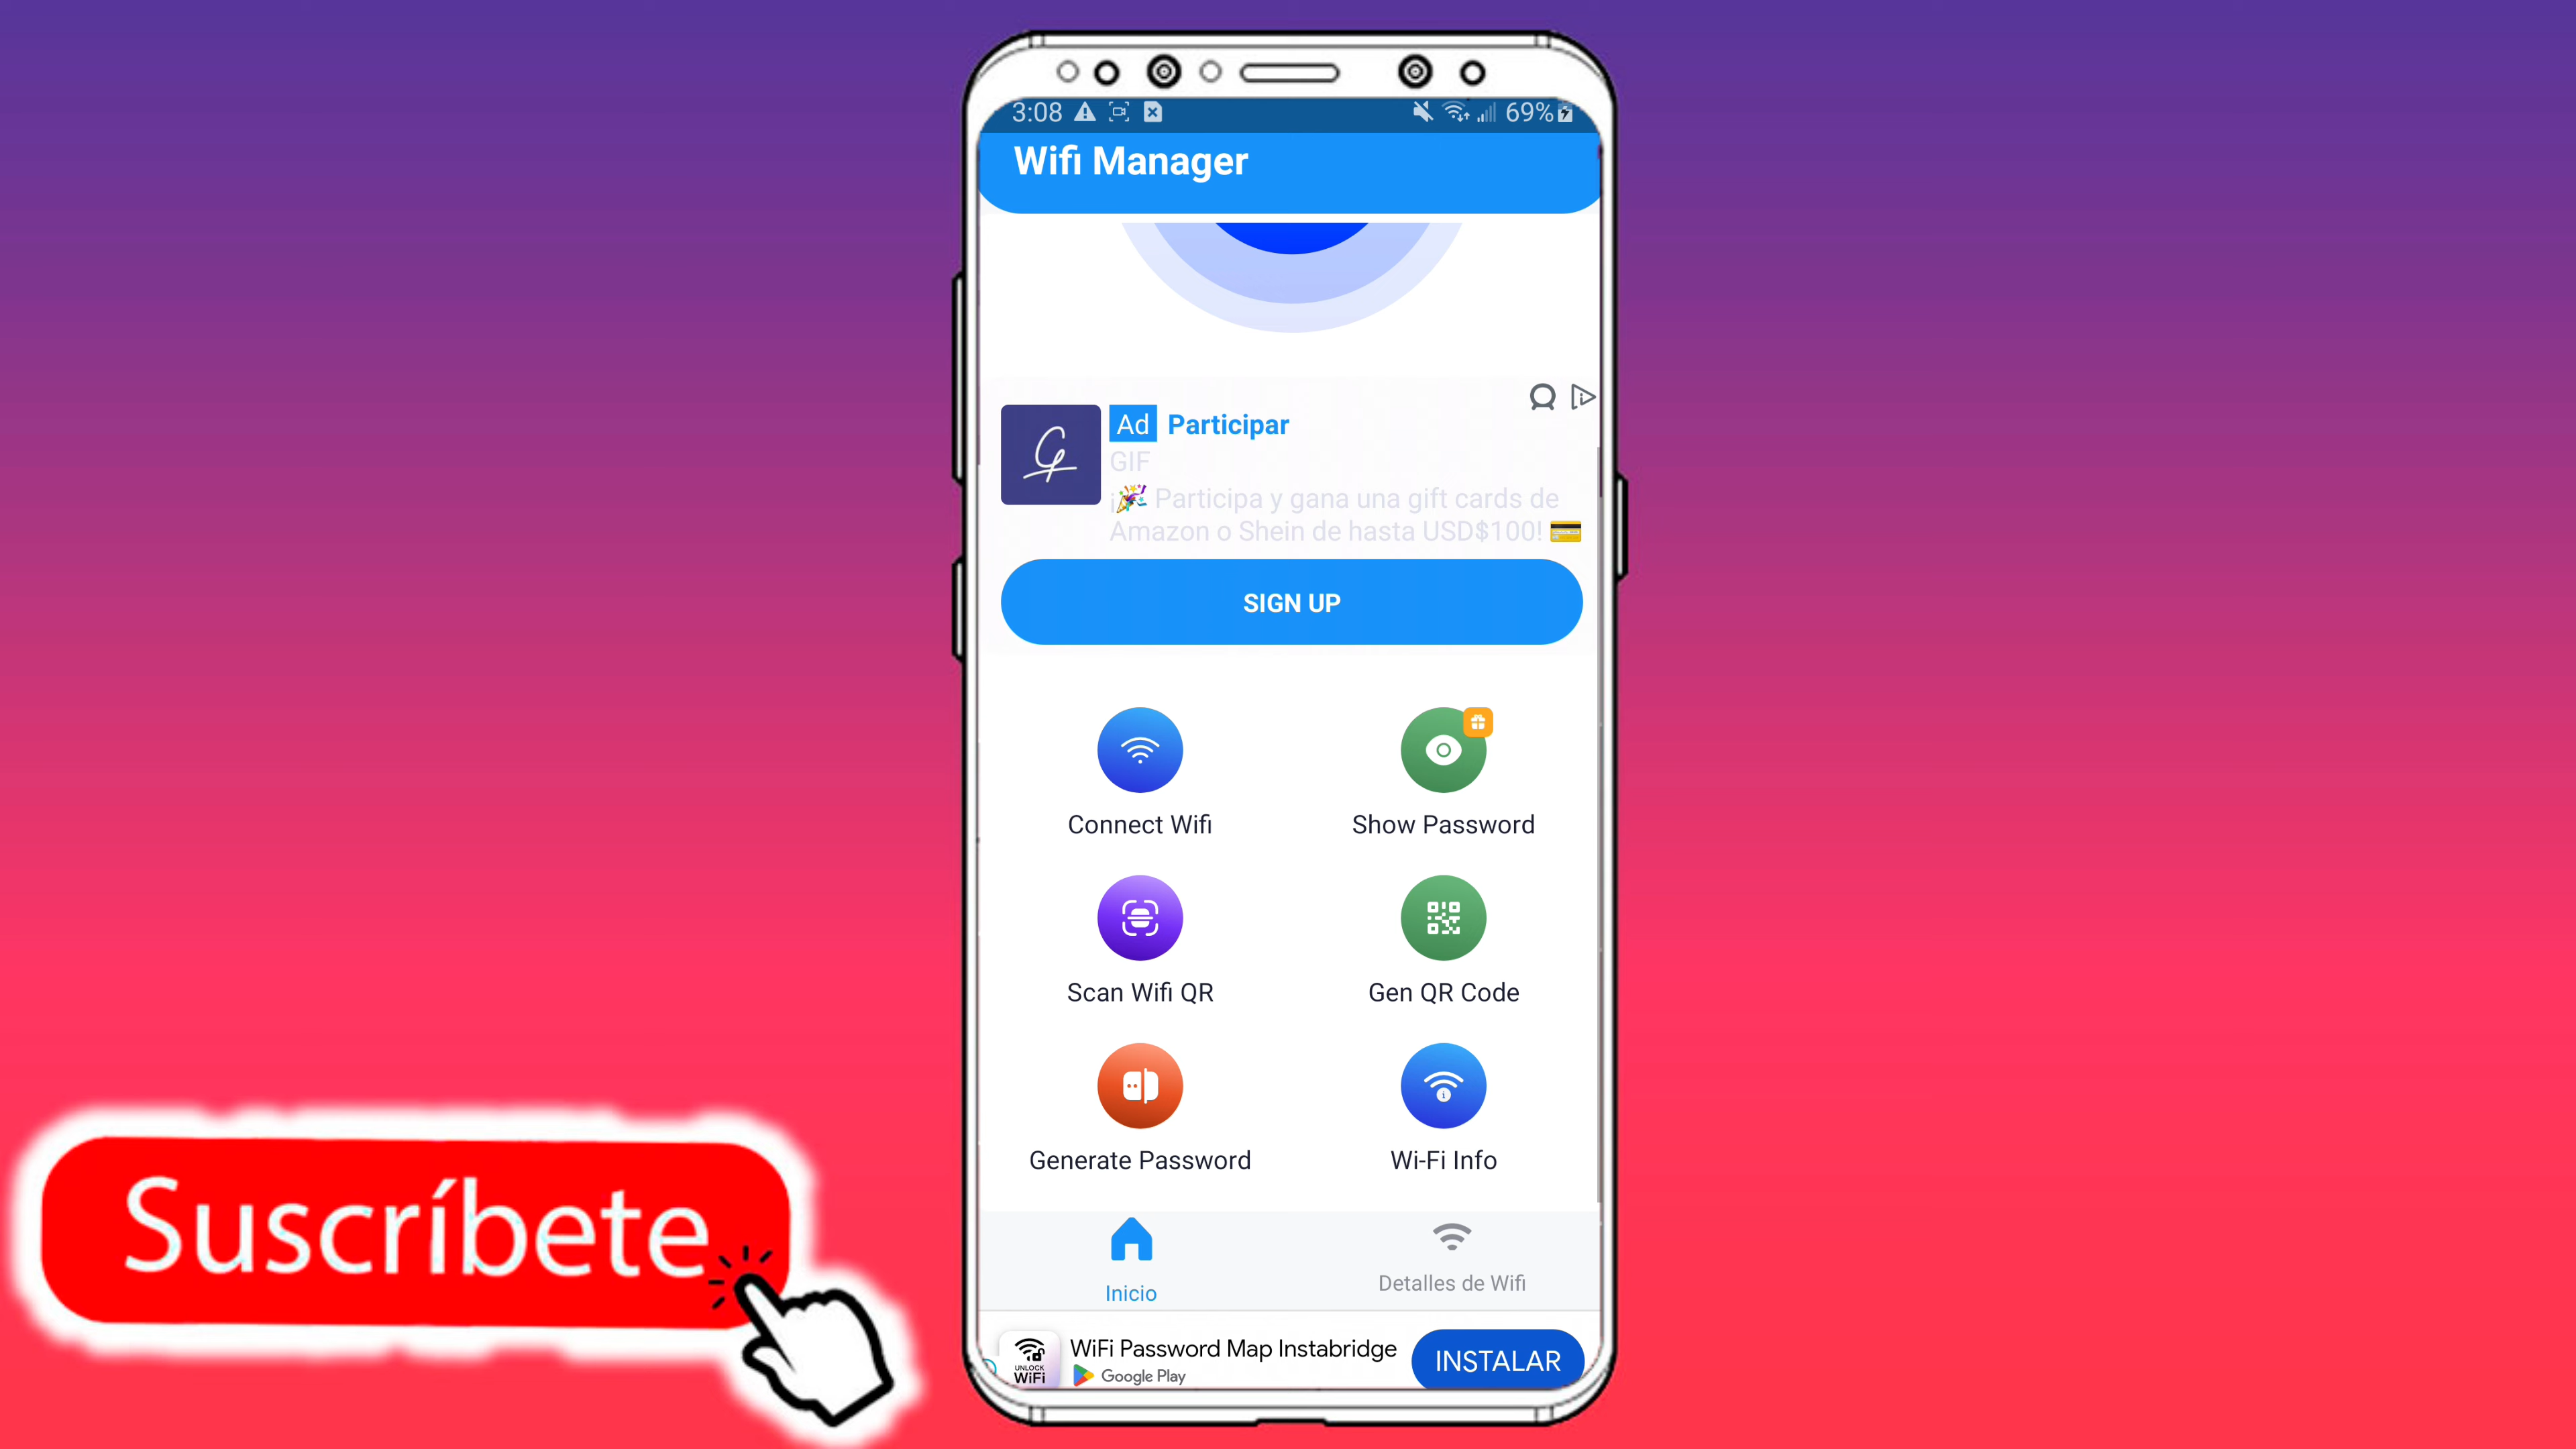 3:08
69%
Wifi Manager
Ad Participar
GIF
¡🎉 Participa y gana una gift cards de
Amazon o Shein de hasta USD$100! 💳
SIGN UP
Connect Wifi
Show Password
Scan Wifi QR
Gen QR Code
Generate Password
Wi-Fi Info
Inicio
Detalles de Wifi
UNLOCK
WiFi
WiFi Password Map Instabridge
Google Play
INSTALAR
Suscríbete